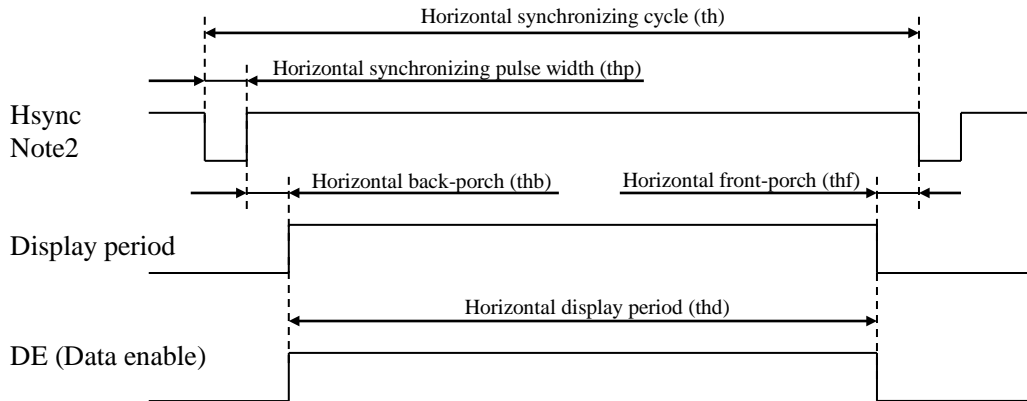 Horizontal synchronizing cycle (th)
Horizontal synchronizing pulse width (thp)
Hsync
Note2
Horizontal back-porch (thb)
Horizontal front-porch (thf)
Display period
Horizontal display period (thd)
DE (Data enable)